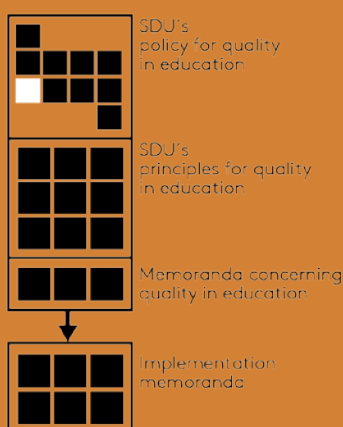 SDU's
policy for quality
in education
SDU's
principles for quality
in education
Memoranda concerning
quality in education
Implementation
memoranda